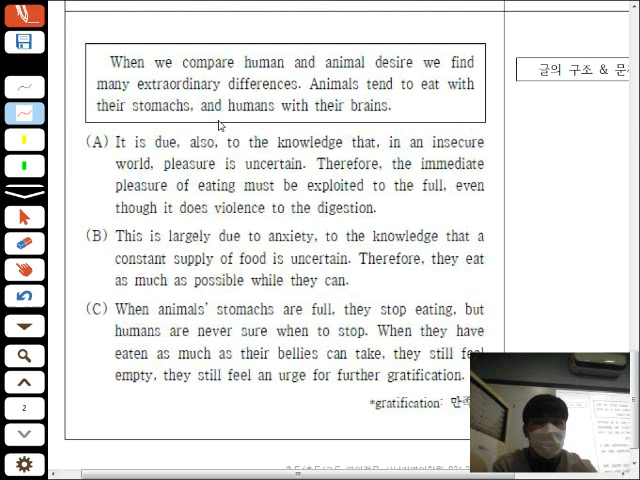 When we compare human and animal desire we find
many extraordinary differences. Animals tend to eat with
their stomachs, and humans with their brains.
글의 구조 & 문
(A) It is due, also, to the knowledge that, in an insecure
world, pleasure is uncertain. Therefore, the immediate
pleasure of eating must be exploited to the full, even
though it does violence to the digestion.
(B) This is largely due to anxiety, to the knowledge that a
constant supply of food is uncertain. Therefore, they eat
as much as possible while they can.
(C) When animals' stomachs are full, they stop eating, but
humans are never sure when to stop. When they have
eaten as much as their bellies can take, they still feel
empty, they still feel an urge for further gratification.
*gratification: 만족
2